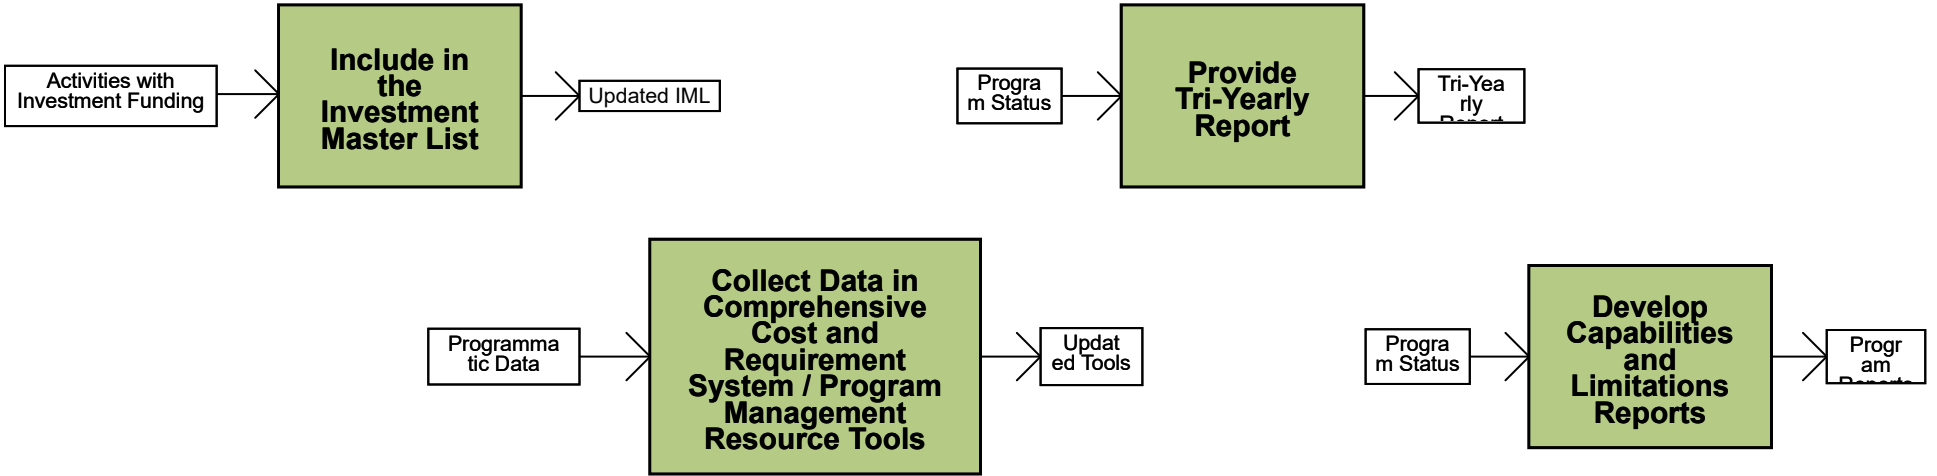 Activities with
Investment Funding
Include in
the
Investment
Master List
Updated IML
Progra
m Status
Provide
Tri-Yearly
Report
Tri-Yea
rly
Report
Programma
tic Data
Collect Data in
Comprehensive
Cost and
Requirement
System / Program
Management
Resource Tools
Updat
ed Tools
Progra
m Status
Develop
Capabilities
and
Limitations
Reports
Progr
am
Reports